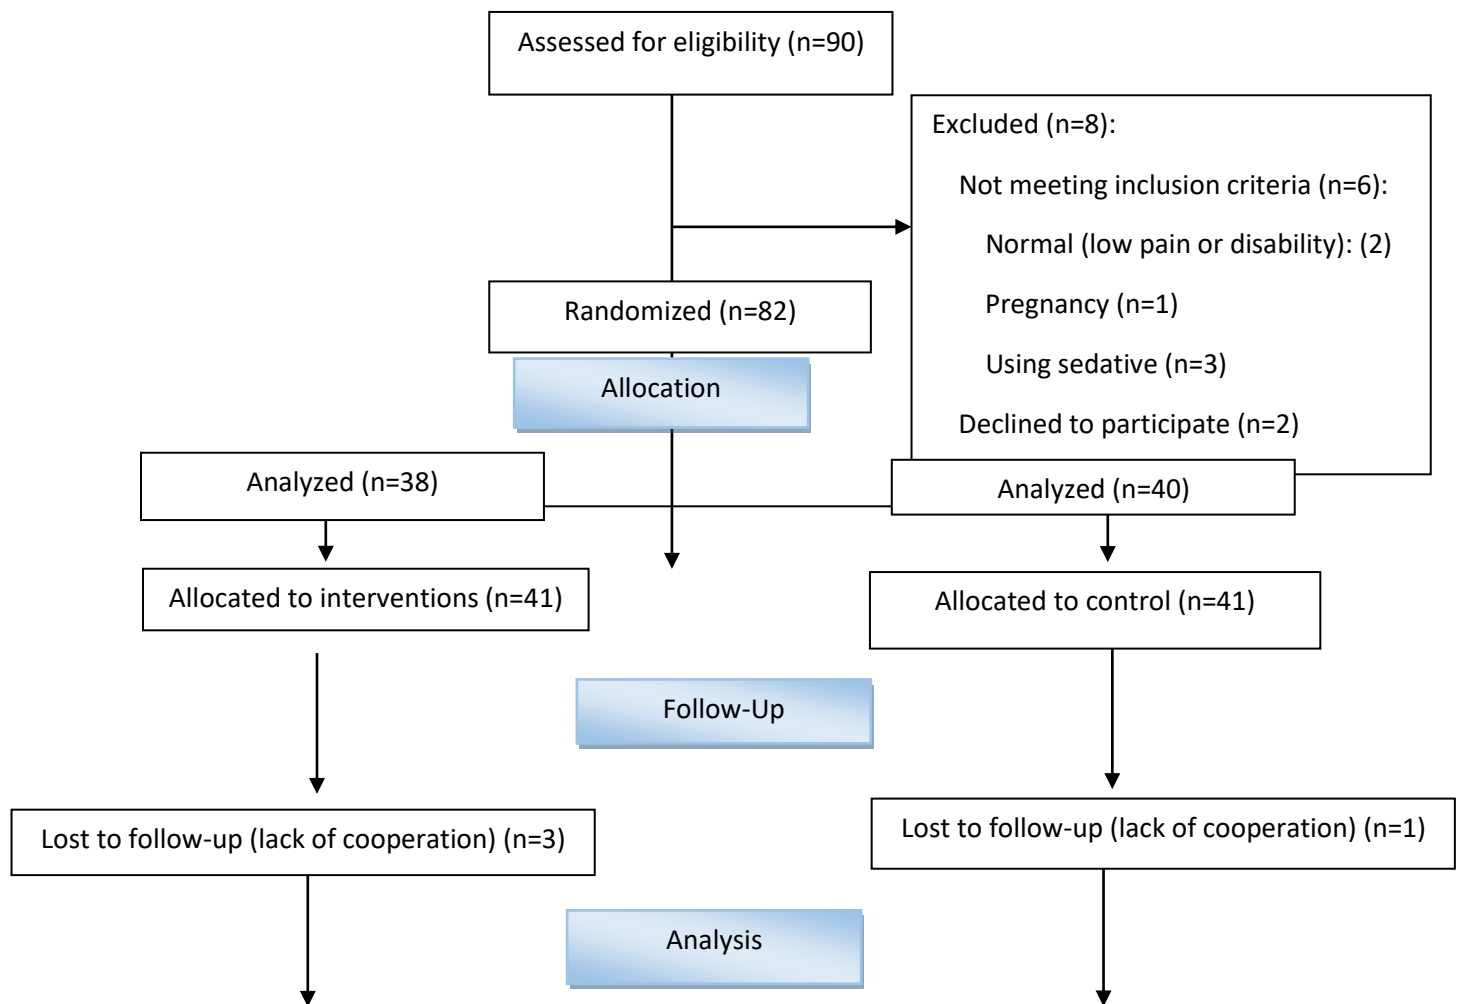 Assessed for eligibility (n=90)
Excluded (n=8):
Not meeting inclusion criteria (n=6):
Normal (low pain or disability): (2)
Pregnancy (n=1)
Using sedative (n=3)
Declined to participate (n=2)
Randomized (n=82)
Allocation
Analyzed (n=38)
Analyzed (n=40)
Allocated to interventions (n=41)
Allocated to control (n=41)
Follow-Up
Lost to follow-up (lack of cooperation) (n=3)
Lost to follow-up (lack of cooperation) (n=1)
Analysis